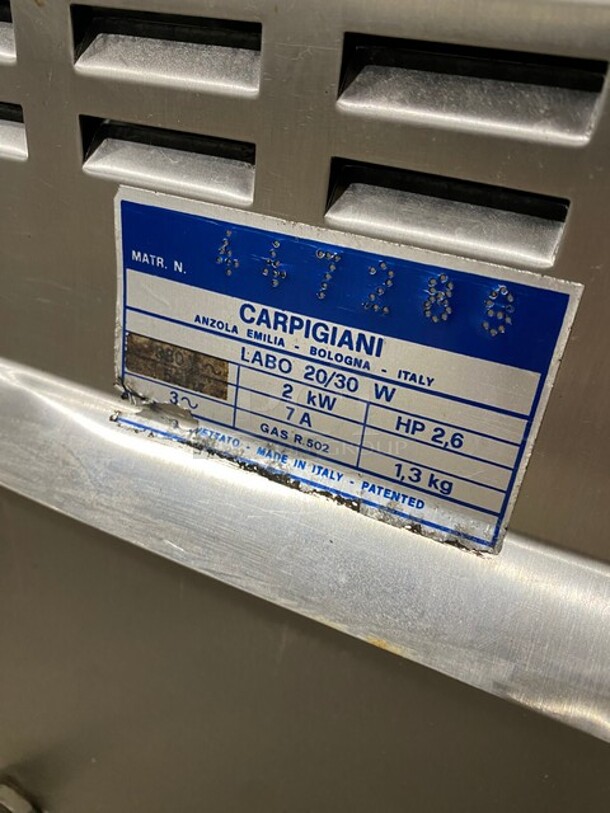 MATR. N. 447286
CARPIGIANI
ANZOLA EMILIA - BOLOGNA - ITALY
LABO 20/30 W
2 kW HP 2,6
3~ 7 A
GAS R.502 1,3 kg
- MADE IN ITALY - PATENTED